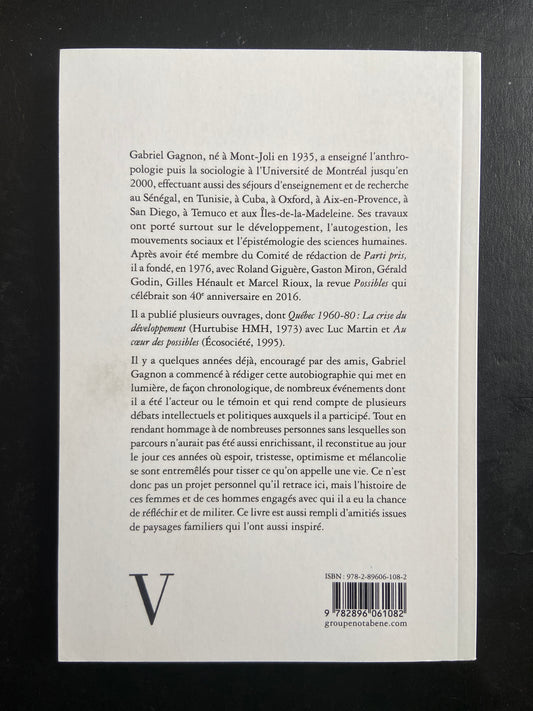 Gabriel Gagnon, né à Mont-Joli en 1935, a enseigné l'anthro-
pologie puis la sociologie à l'Université de Montréal jusqu'en
2000, effectuant aussi des séjours d'enseignement et de recherche
au Sénégal, en Tunisie, à Cuba, à Oxford, à Aix-en-Provence, à
San Diego, à Temuco et aux Îles-de-la-Madeleine. Ses travaux
ont porté surtout sur le développement, l'autogestion, les
mouvements sociaux et l'épistémologie des sciences humaines.
Après avoir été membre du Comité de rédaction de Parti pris,
il a fondé, en 1976, avec Roland Giguère, Gaston Miron, Gérald
Godin, Gilles Hénault et Marcel Rioux, la revue Possibles qui
célébrait son 40e anniversaire en 2016.
Il a publié plusieurs ouvrages, dont Québec 1960-80 : La crise du
développement (Hurtubise HMH, 1973) avec Luc Martin et Au
cœur des possibles (Écosociété, 1995).
Il y a quelques années déjà, encouragé par des amis, Gabriel
Gagnon a commencé à rédiger cette autobiographie qui met en
lumière, de façon chronologique, de nombreux événements dont
il a été l'acteur ou le témoin et qui rend compte de plusieurs
débats intellectuels et politiques auxquels il a participé. Tout en
rendant hommage à de nombreuses personnes sans lesquelles son
parcours n'aurait pas été aussi enrichissant, il reconstitue au jour
le jour ces années où espoir, tristesse, optimisme et mélancolie
se sont entremêlés pour tisser ce qu'on appelle une vie. Ce n'est
donc pas un projet personnel qu'il retrace ici, mais l'histoire de
ces femmes et de ces hommes engagés avec qui il a eu la chance
de réfléchir et de militer. Ce livre est aussi rempli d'amitiés issues
de paysages familiers qui l'ont aussi inspiré.
V
ISBN : 978-2-89606-108-2
9 782896 061082
groupenotabene.com